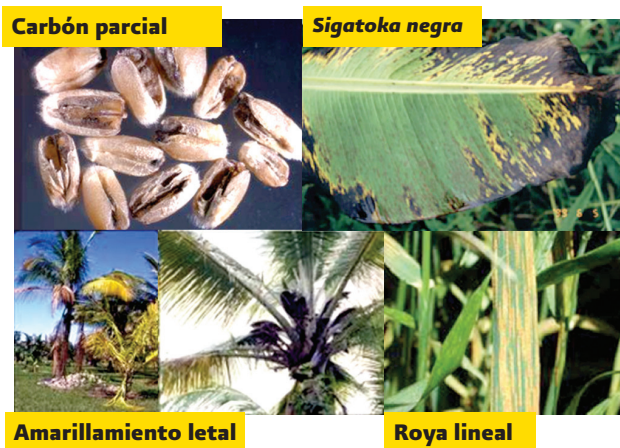 Carbón parcial
Sigatoka negra
Amarillamiento letal
Roya lineal